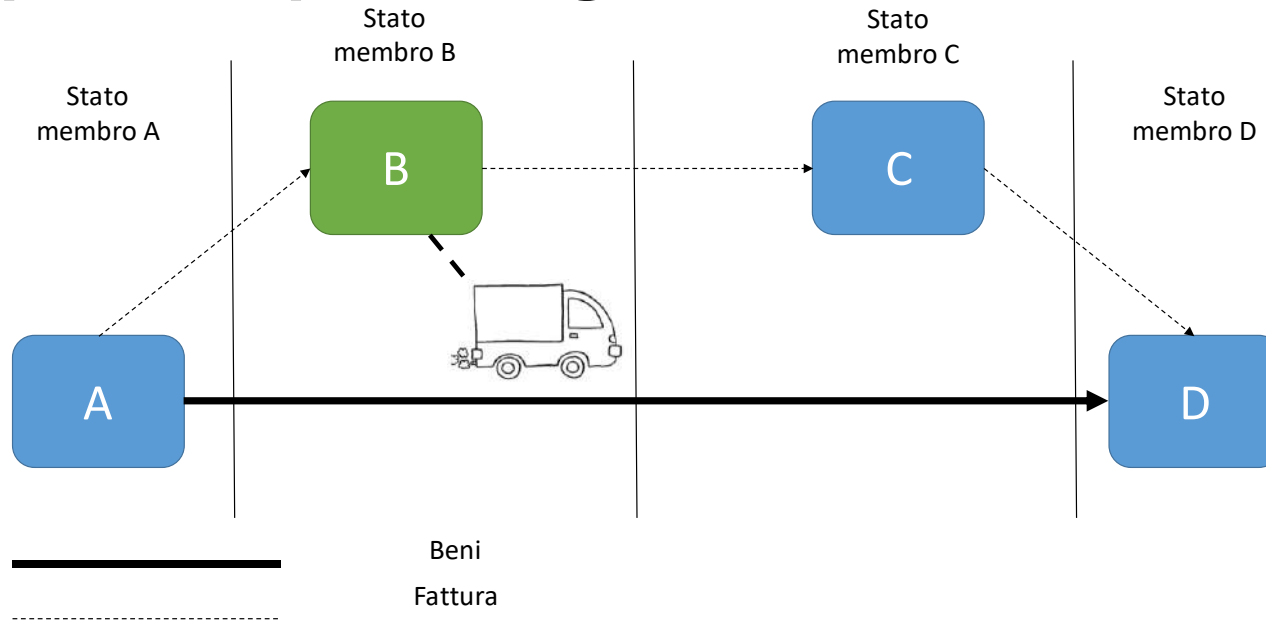 Stato
membro A
Stato
membro B
Stato
membro C
Stato
membro D
B
C
A
D
Beni
Fattura